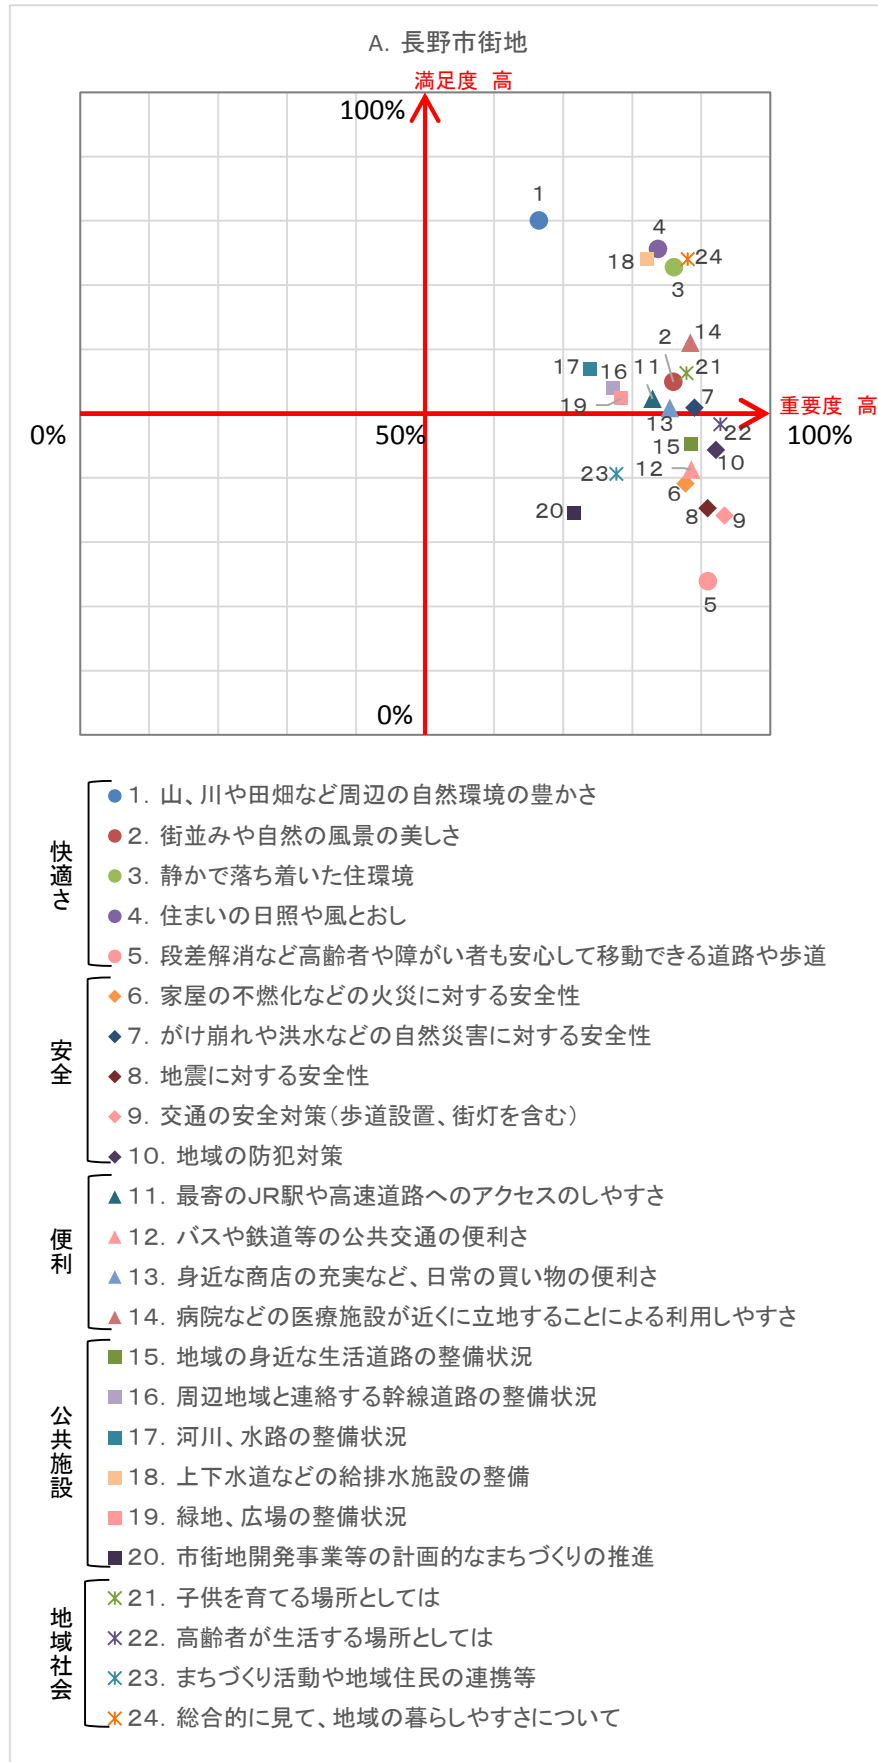 A. 長野市街地
満足度 高
100%
1
4
18
24
3
2
14
17
16
11
21
7
重要度 高
19
13
0%
50%
22
100%
15
12
10
23
6
20
8
9
5
0%
快適さ
1. 山、川や田畑など周辺の自然環境の豊かさ
2. 街並みや自然の風景の美しさ
3. 静かで落ち着いた住環境
4. 住まいの日照や風とおし
5. 段差解消など高齢者や障がい者も安心して移動できる道路や歩道
安全
6. 家屋の不燃化などの火災に対する安全性
7. がけ崩れや洪水などの自然災害に対する安全性
8. 地震に対する安全性
9. 交通の安全対策(歩道設置、街灯を含む)
10. 地域の防犯対策
便利
11. 最寄のJR駅や高速道路へのアクセスのしやすさ
12. バスや鉄道等の公共交通の便利さ
13. 身近な商店の充実など、日常の買い物の便利さ
14. 病院などの医療施設が近くに立地することによる利用しやすさ
公共施設
15. 地域の身近な生活道路の整備状況
16. 周辺地域と連絡する幹線道路の整備状況
17. 河川、水路の整備状況
18. 上下水道などの給排水施設の整備
19. 緑地、広場の整備状況
20. 市街地開発事業等の計画的なまちづくりの推進
地域社会
21. 子供を育てる場所としては
22. 高齢者が生活する場所としては
23. まちづくり活動や地域住民の連携等
24. 総合的に見て、地域の暮らしやすさについて